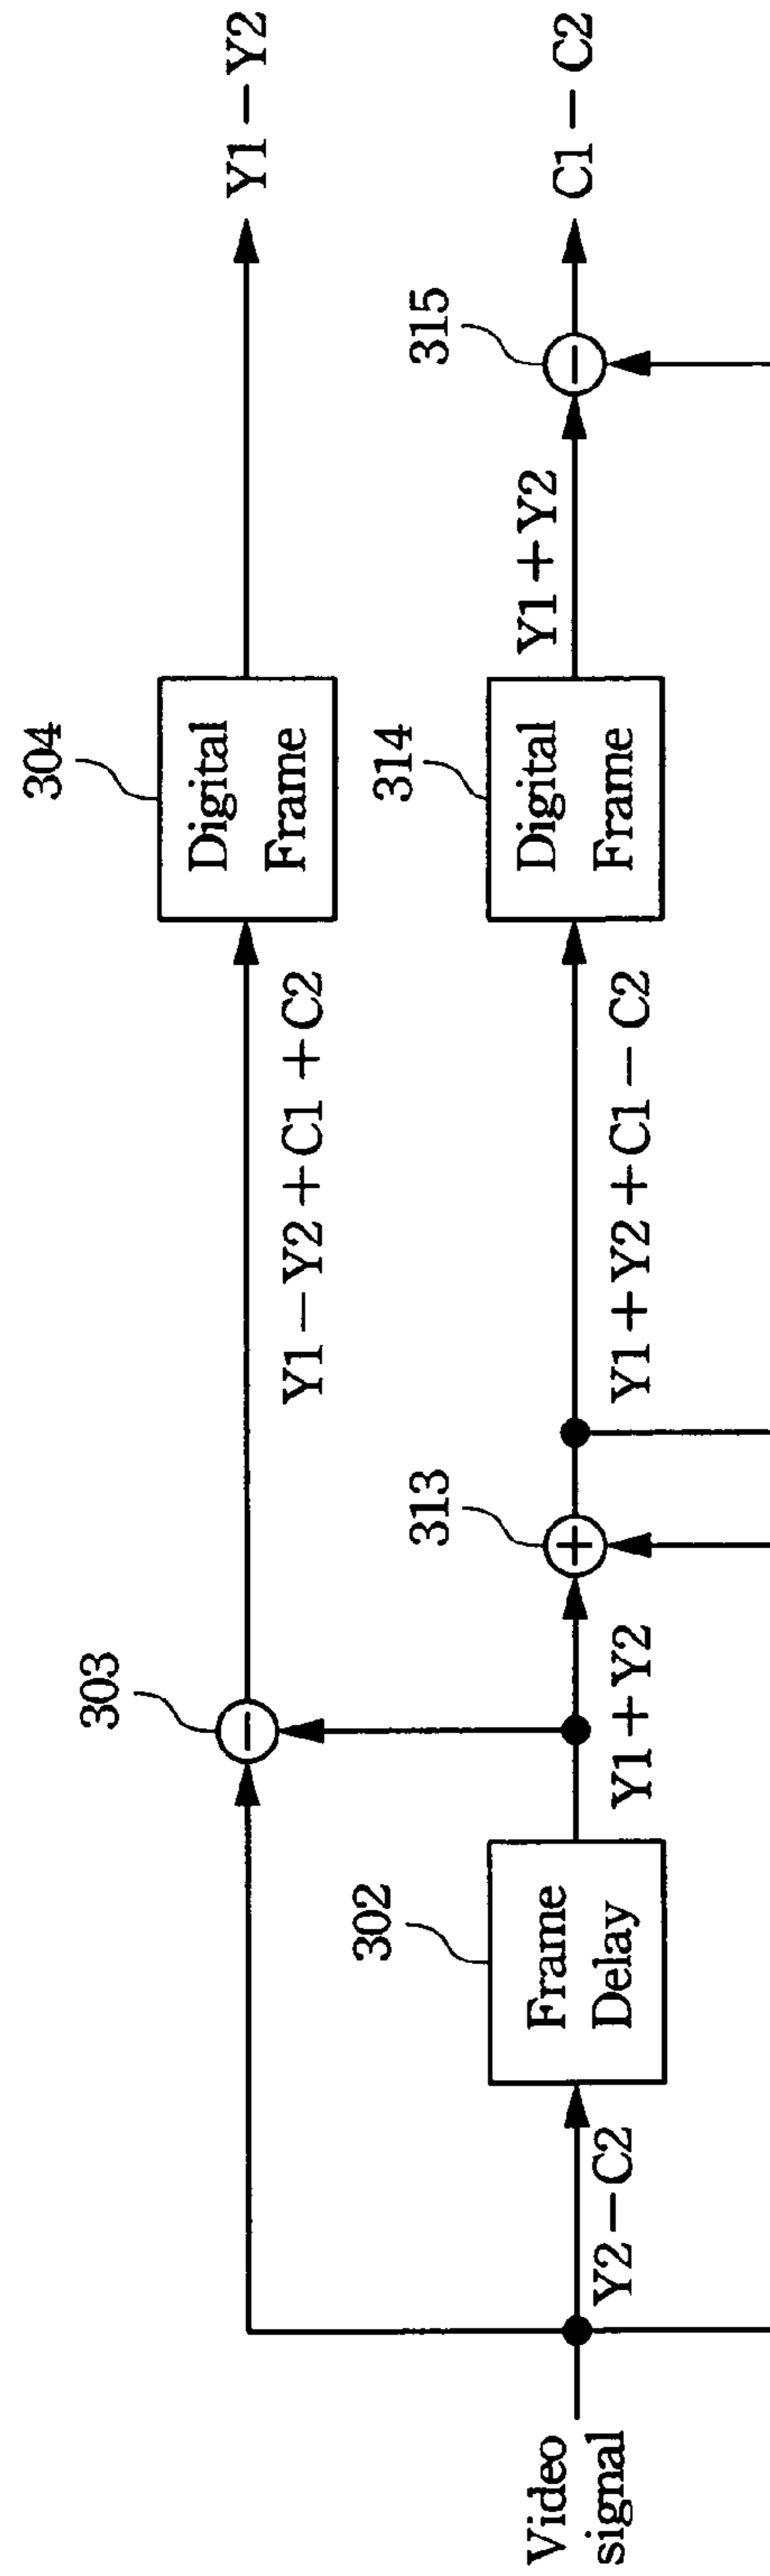 Video
signal
Y2−C2
302
Frame
Delay
Y1+Y2
303
313
Y1−Y2+C1+C2
Y1+Y2+C1−C2
304
Digital
Frame
314
Digital
Frame
Y1+Y2
315
Y1−Y2
C1−C2